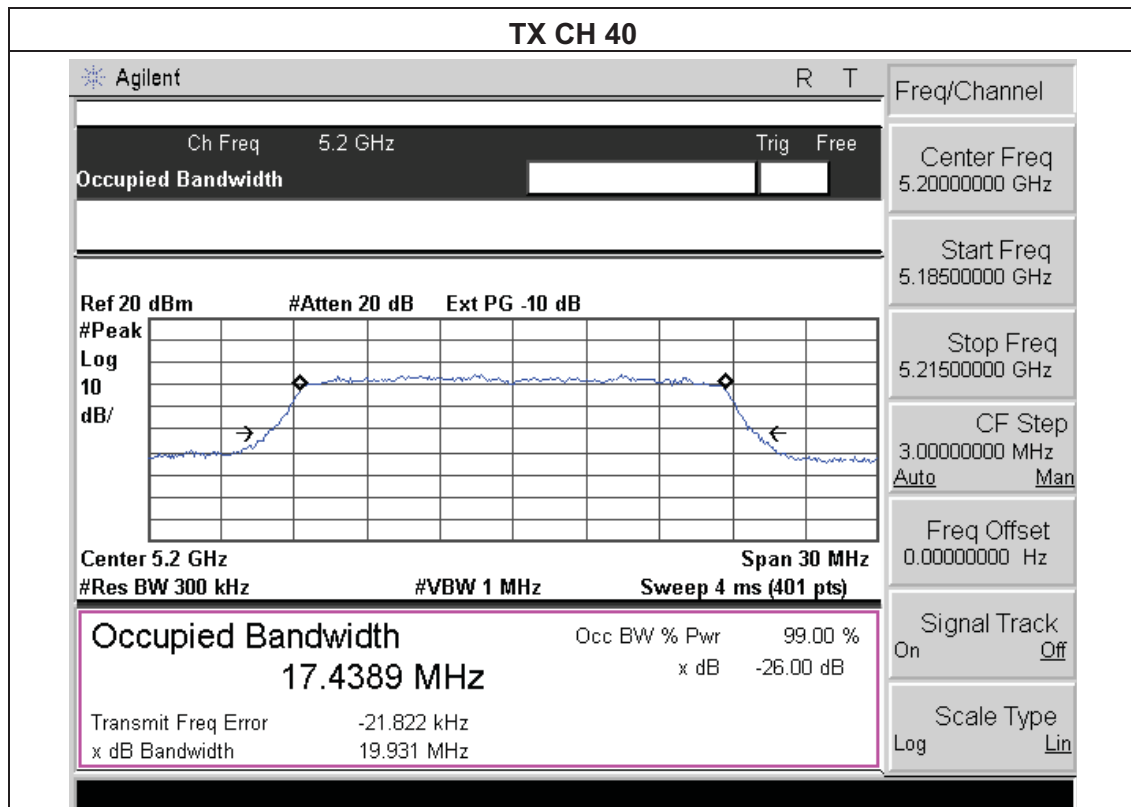 TX CH 40
Agilent R T
Ch Freq 5.2 GHz Trig Free
Occupied Bandwidth
Ref 20 dBm #Atten 20 dB Ext PG -10 dB
#Peak
Log
10
dB/
Center 5.2 GHz Span 30 MHz
#Res BW 300 kHz #VBW 1 MHz Sweep 4 ms (401 pts)
Occupied Bandwidth
17.4389 MHz
Occ BW % Pwr 99.00 %
x dB -26.00 dB
Transmit Freq Error -21.822 kHz
x dB Bandwidth 19.931 MHz
Freq/Channel
Center Freq
5.20000000 GHz
Start Freq
5.18500000 GHz
Stop Freq
5.21500000 GHz
CF Step
3.00000000 MHz
Auto Man
Freq Offset
0.00000000 Hz
Signal Track
On Off
Scale Type
Log Lin